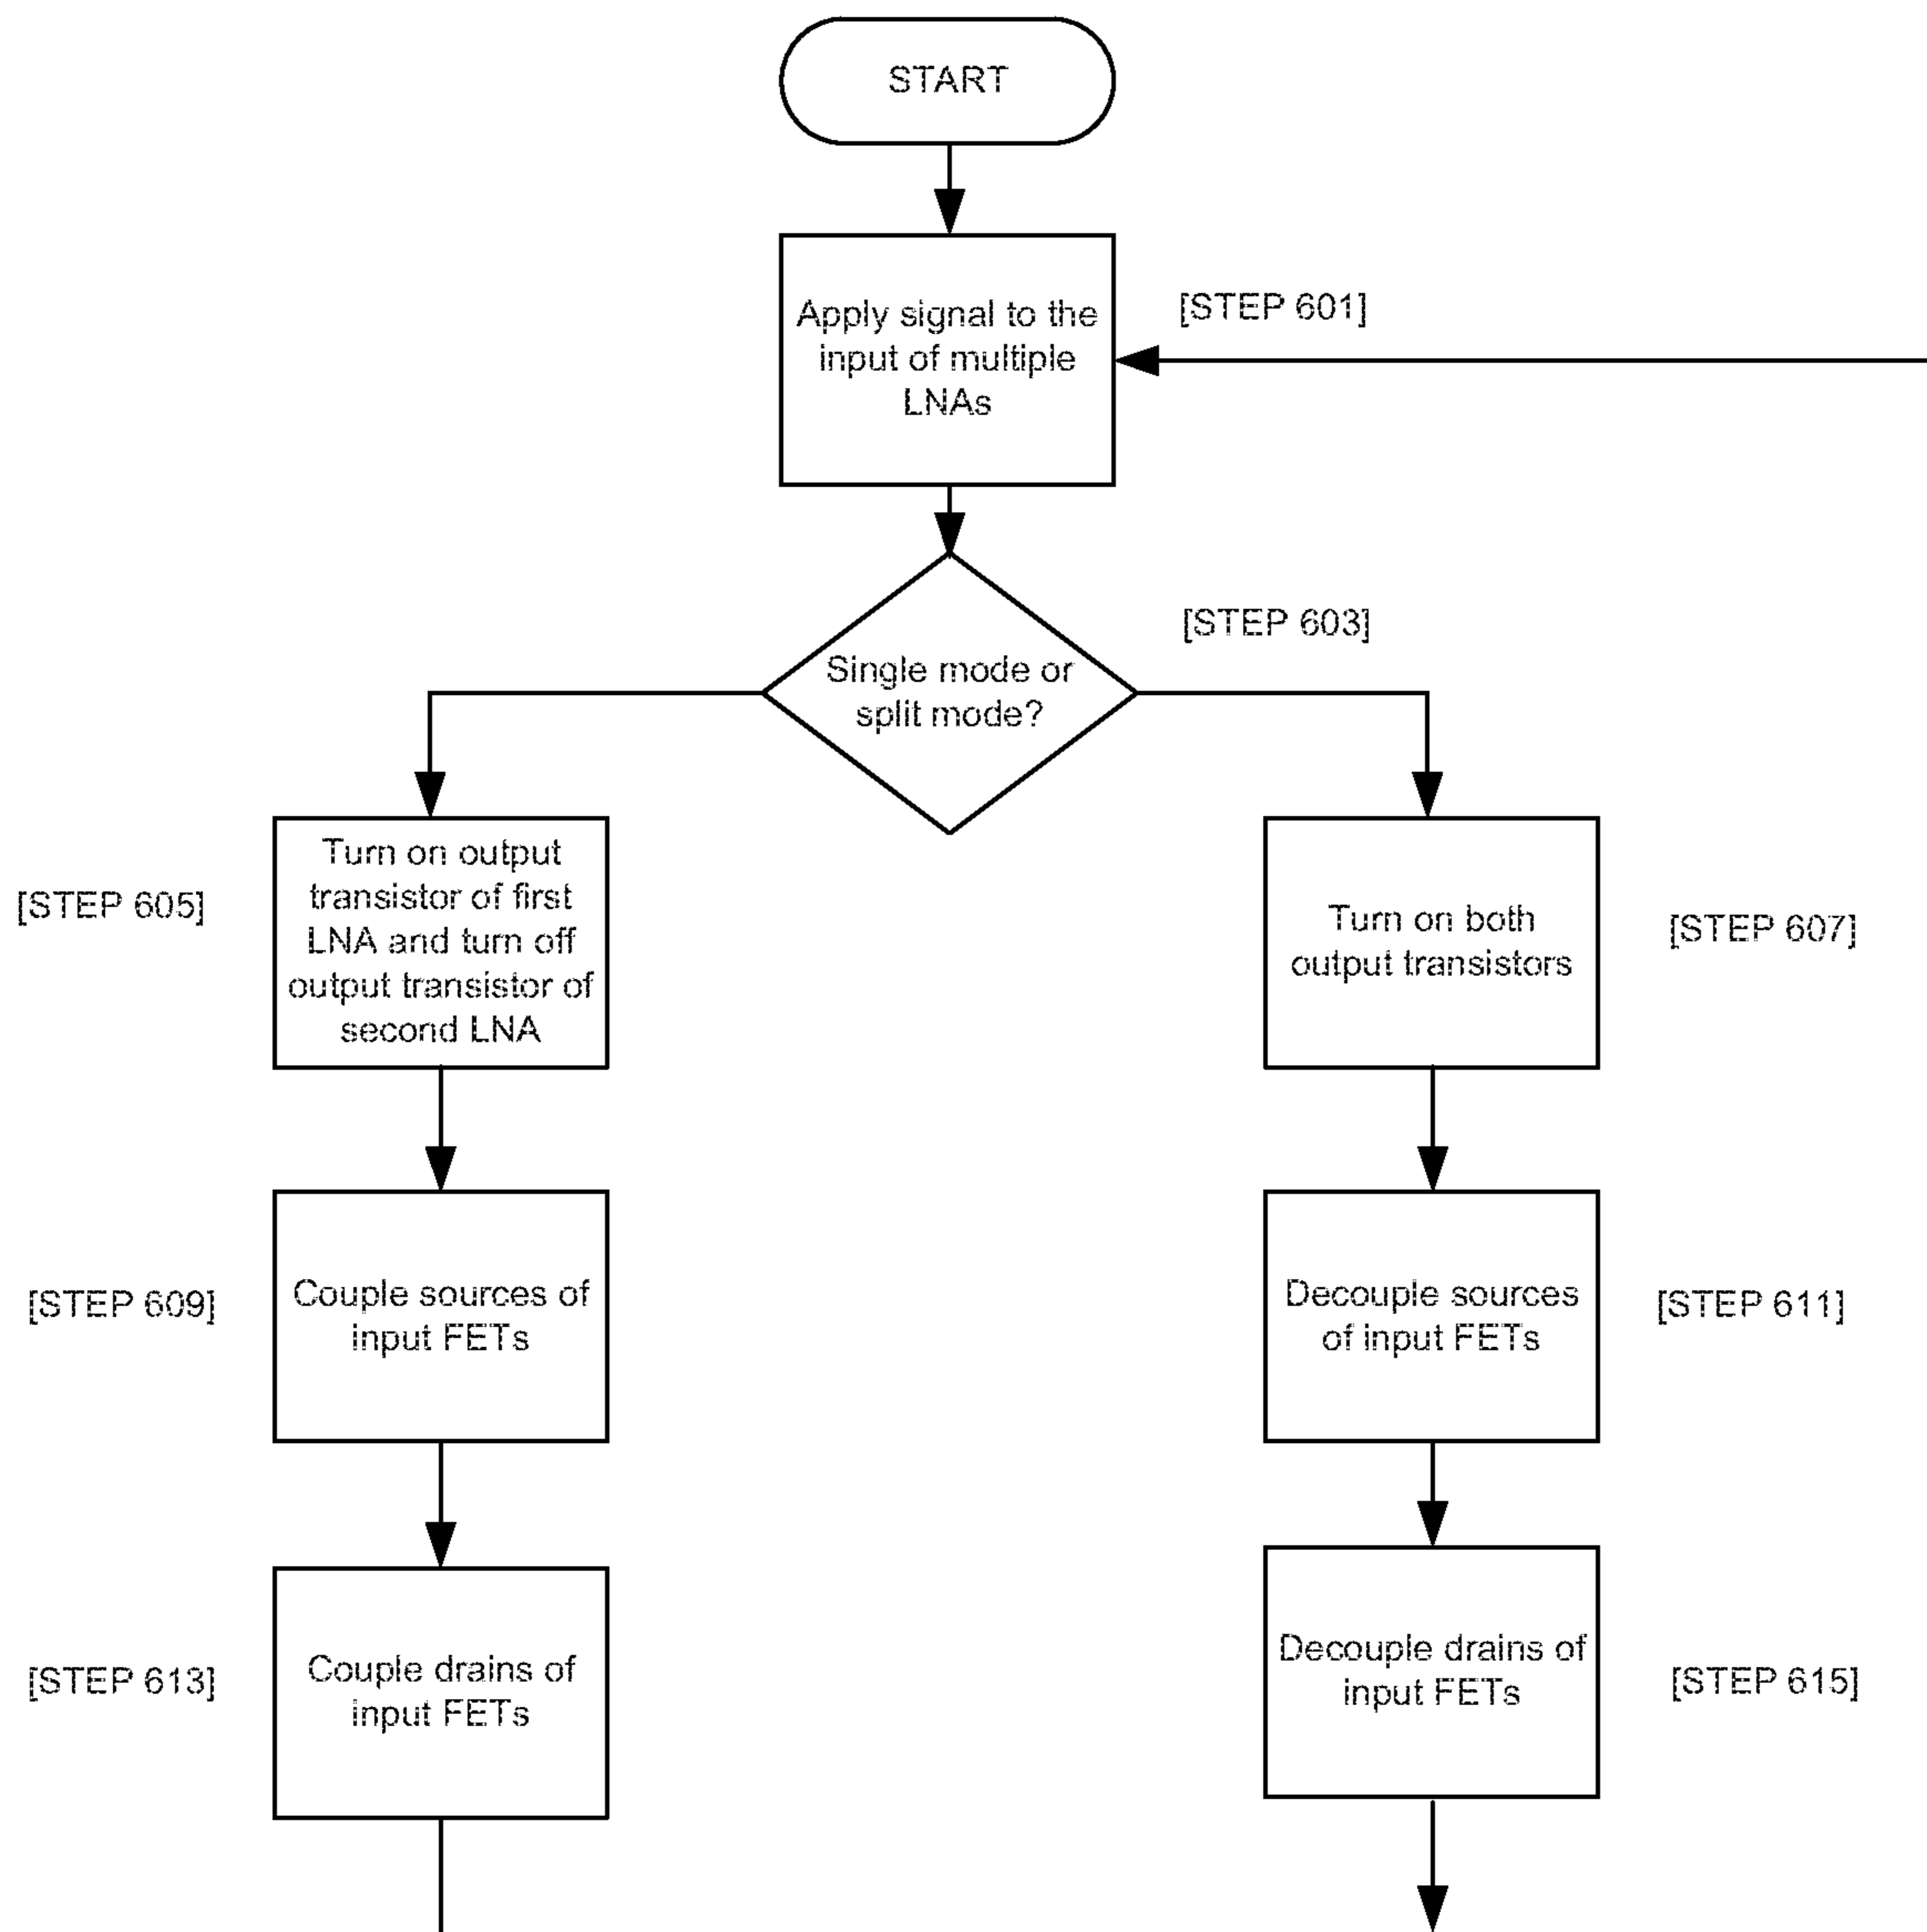 START
Apply signal to the
input of multiple
LNAs
[STEP 601]
Single mode or
split mode?
[STEP 603]
[STEP 605]
Turn on output
transistor of first
LNA and turn off
output transistor of
second LNA
Turn on both
output transistors
[STEP 607]
[STEP 609]
Couple sources of
input FETs
Decouple sources
of input FETs
[STEP 611]
[STEP 613]
Couple drains of
input FETs
Decouple drains of
input FETs
[STEP 615]